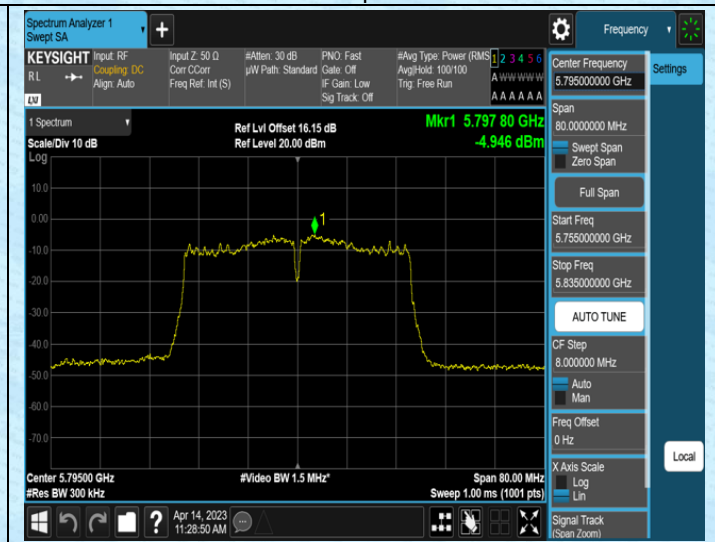 Spectrum Analyzer 1
Swept SA
+
Frequency
KEYSIGHT
RL
LXI
Input: RF
Coupling: DC
Align: Auto
Input Z: 50 Ω
Corr CCorr
Freq Ref: Int (S)
#Atten: 30 dB
µW Path: Standard
PNO: Fast
Gate: Off
IF Gain: Low
Sig Track: Off
#Avg Type: Power (RMS
Avg|Hold: 100/100
Trig: Free Run
1 2 3 4 5 6
A W W W W W
A A A A A A
1 Spectrum
Scale/Div 10 dB
Log
Ref Lvl Offset 16.15 dB
Ref Level 20.00 dBm
Mkr1 5.797 80 GHz
-4.946 dBm
1
10.0
0.00
-10.0
-20.0
-30.0
-40.0
-50.0
-60.0
-70.0
Center 5.79500 GHz
#Res BW 300 kHz
#Video BW 1.5 MHz*
Span 80.00 MHz
Sweep 1.00 ms (1001 pts)
Center Frequency
5.795000000 GHz
Span
80.0000000 MHz
Swept Span
Zero Span
Full Span
Start Freq
5.755000000 GHz
Stop Freq
5.835000000 GHz
AUTO TUNE
CF Step
8.000000 MHz
Auto
Man
Freq Offset
0 Hz
X Axis Scale
Log
Lin
Signal Track
(Span Zoom)
Settings
Local
?
Apr 14, 2023
11:28:50 AM